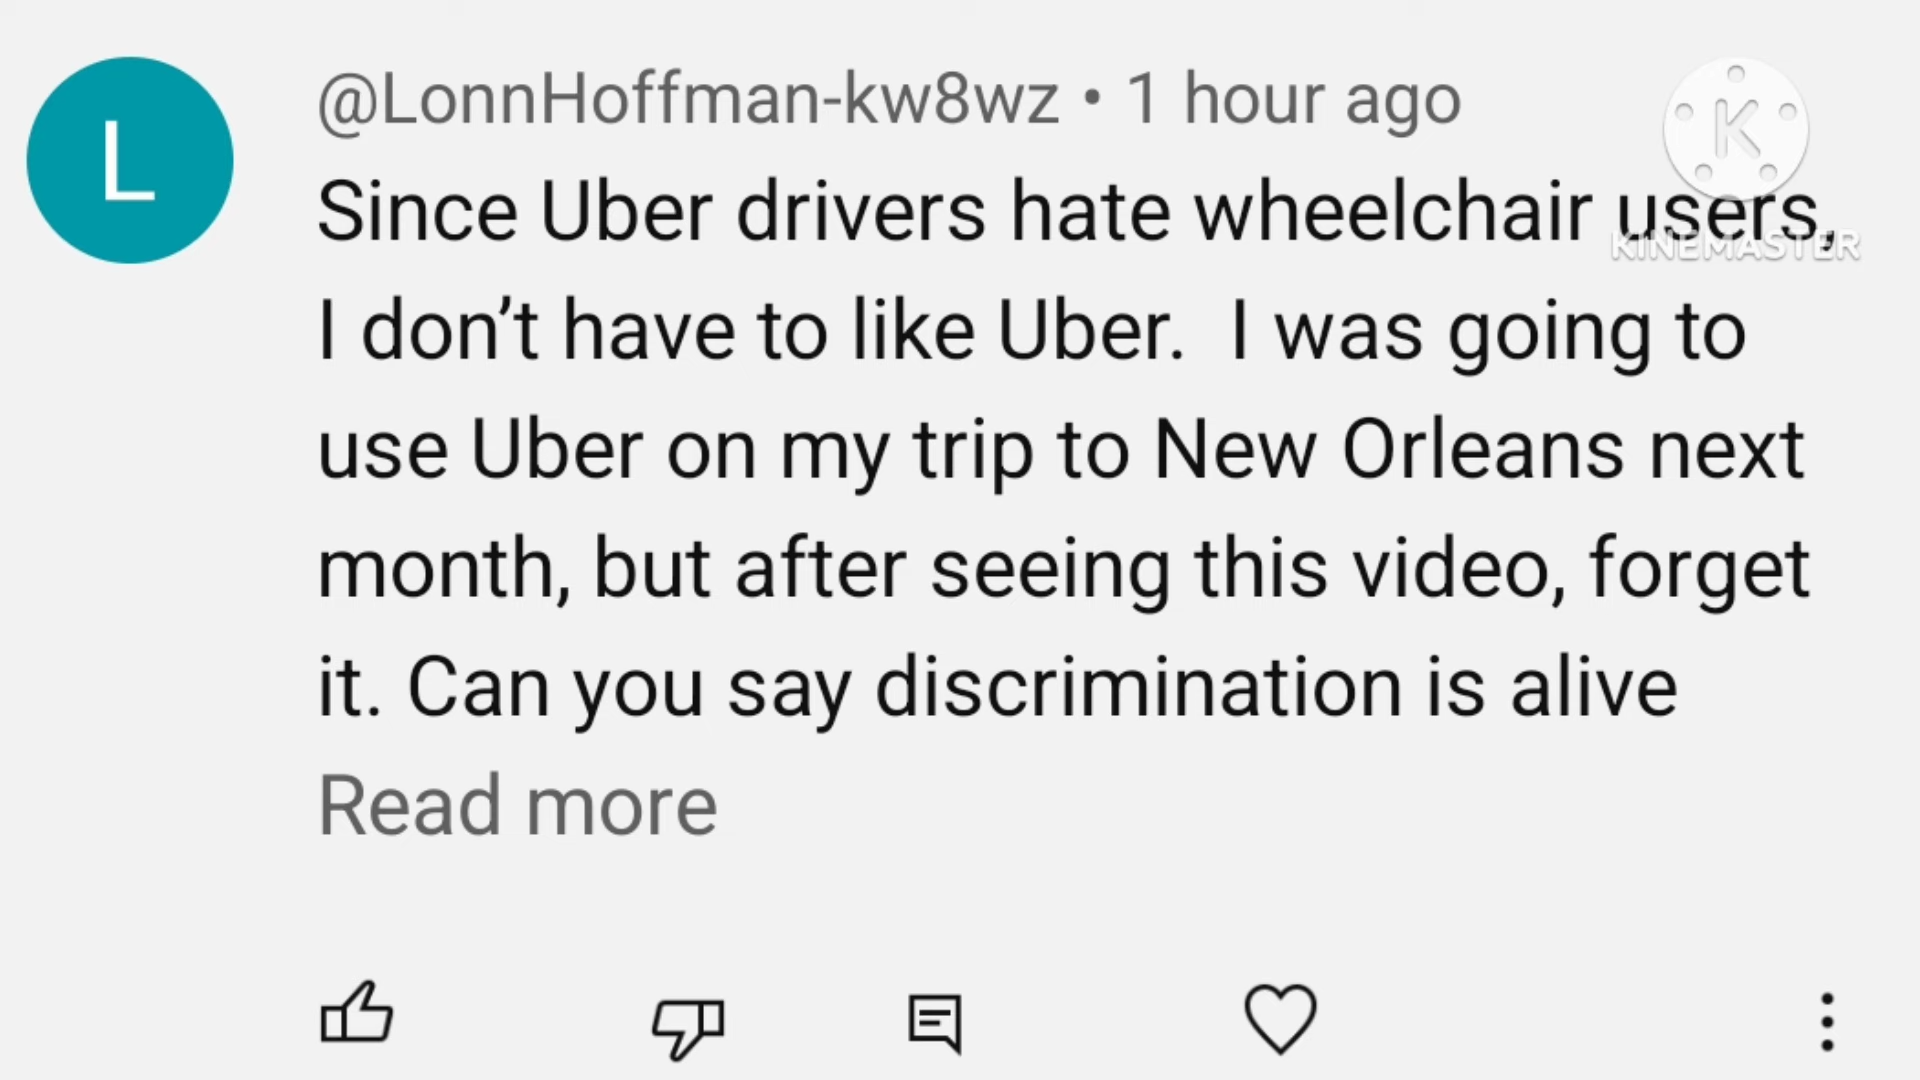 L
@LonnHoffman-kw8wz • 1 hour ago
K
Since Uber drivers hate wheelchair users,
KINEMASTER
I don’t have to like Uber.  I was going to
use Uber on my trip to New Orleans next
month, but after seeing this video, forget
it. Can you say discrimination is alive
Read more